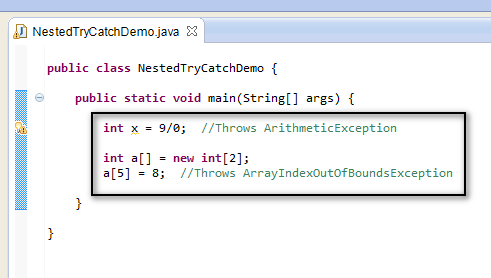 NestedTryCatchDemo.java
public class NestedTryCatchDemo {
public static void main(String[] args) {
int x = 9/0;  //Throws ArithmeticException
int a[] = new int[2];
a[5] = 8;  //Throws ArrayIndexOutOfBoundsException
}
}